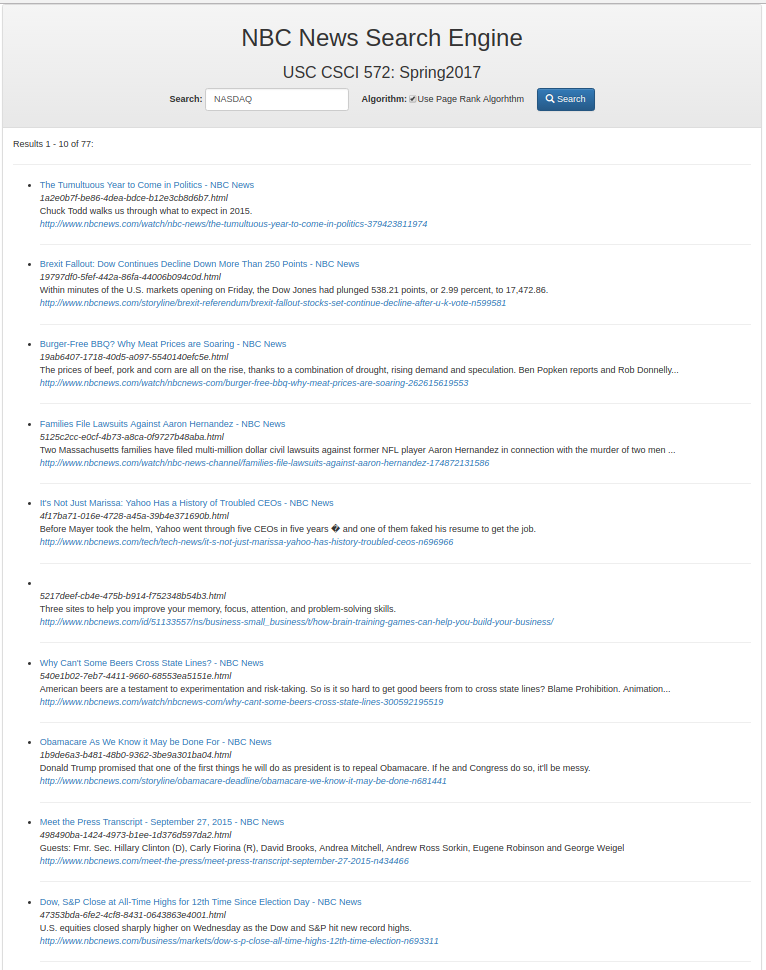 NBC News Search Engine
USC CSCI 572: Spring2017
Search: NASDAQ Algorithm: Use Page Rank Algorhthm Search
Results 1 - 10 of 77:
The Tumultuous Year to Come in Politics - NBC News
1a2e0b7f-be86-4dea-bdce-b12e3cb8d6b7.html
Chuck Todd walks us through what to expect in 2015.
http://www.nbcnews.com/watch/nbc-news/the-tumultuous-year-to-come-in-politics-379423811974
Brexit Fallout: Dow Continues Decline Down More Than 250 Points - NBC News
19797df0-5fef-442a-86fa-44006b094c0d.html
Within minutes of the U.S. markets opening on Friday, the Dow Jones had plunged 538.21 points, or 2.99 percent, to 17,472.86.
http://www.nbcnews.com/storyline/brexit-referendum/brexit-fallout-stocks-set-continue-decline-after-u-k-vote-n599581
Burger-Free BBQ? Why Meat Prices are Soaring - NBC News
19ab6407-1718-40d5-a097-5540140efc5e.html
The prices of beef, pork and corn are all on the rise, thanks to a combination of drought, rising demand and speculation. Ben Popken reports and Rob Donnelly...
http://www.nbcnews.com/watch/nbcnews-com/burger-free-bbq-why-meat-prices-are-soaring-262615619553
Families File Lawsuits Against Aaron Hernandez - NBC News
5125c2cc-e0cf-4b73-a8ca-0f9727b48aba.html
Two Massachusetts families have filed multi-million dollar civil lawsuits against former NFL player Aaron Hernandez in connection with the murder of two men ...
http://www.nbcnews.com/watch/nbc-news-channel/families-file-lawsuits-against-aaron-hernandez-174872131586
It's Not Just Marissa: Yahoo Has a History of Troubled CEOs - NBC News
4f17ba71-016e-4728-a45a-39b4e371690b.html
Before Mayer took the helm, Yahoo went through five CEOs in five years � and one of them faked his resume to get the job.
http://www.nbcnews.com/tech/tech-news/it-s-not-just-marissa-yahoo-has-history-troubled-ceos-n696966
5217deef-cb4e-475b-b914-f752348b54b3.html
Three sites to help you improve your memory, focus, attention, and problem-solving skills.
http://www.nbcnews.com/id/51133557/ns/business-small_business/t/how-brain-training-games-can-help-you-build-your-business/
Why Can't Some Beers Cross State Lines? - NBC News
540e1b02-7eb7-4411-9660-68553ea5151e.html
American beers are a testament to experimentation and risk-taking. So is it so hard to get good beers from to cross state lines? Blame Prohibition. Animation...
http://www.nbcnews.com/watch/nbcnews-com/why-cant-some-beers-cross-state-lines-300592195519
Obamacare As We Know it May be Done For - NBC News
1b9de6a3-b481-48b0-9362-3be9a301ba04.html
Donald Trump promised that one of the first things he will do as president is to repeal Obamacare. If he and Congress do so, it'll be messy.
http://www.nbcnews.com/storyline/obamacare-deadline/obamacare-we-know-it-may-be-done-n681441
Meet the Press Transcript - September 27, 2015 - NBC News
498490ba-1424-4973-b1ee-1d376d597da2.html
Guests: Fmr. Sec. Hillary Clinton (D), Carly Fiorina (R), David Brooks, Andrea Mitchell, Andrew Ross Sorkin, Eugene Robinson and George Weigel
http://www.nbcnews.com/meet-the-press/meet-press-transcript-september-27-2015-n434466
Dow, S&P Close at All-Time Highs for 12th Time Since Election Day - NBC News
47353bda-6fe2-4cf8-8431-0643863e4001.html
U.S. equities closed sharply higher on Wednesday as the Dow and S&P hit new record highs.
http://www.nbcnews.com/business/markets/dow-s-p-close-all-time-highs-12th-time-election-n693311